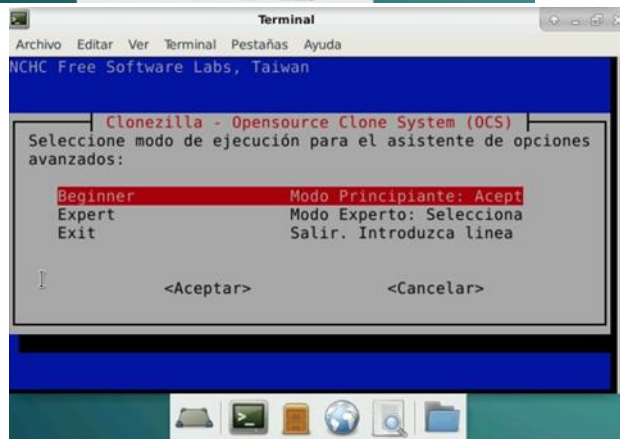 Terminal
Archivo Editar Ver Terminal Pestañas Ayuda
NCHC Free Software Labs, Taiwan
Clonezilla - Opensource Clone System (OCS)
Seleccione modo de ejecución para el asistente de opciones
avanzados:
Beginner Modo Principiante: Acept
Expert Modo Experto: Selecciona
Exit Salir. Introduzca linea
<Aceptar> <Cancelar>